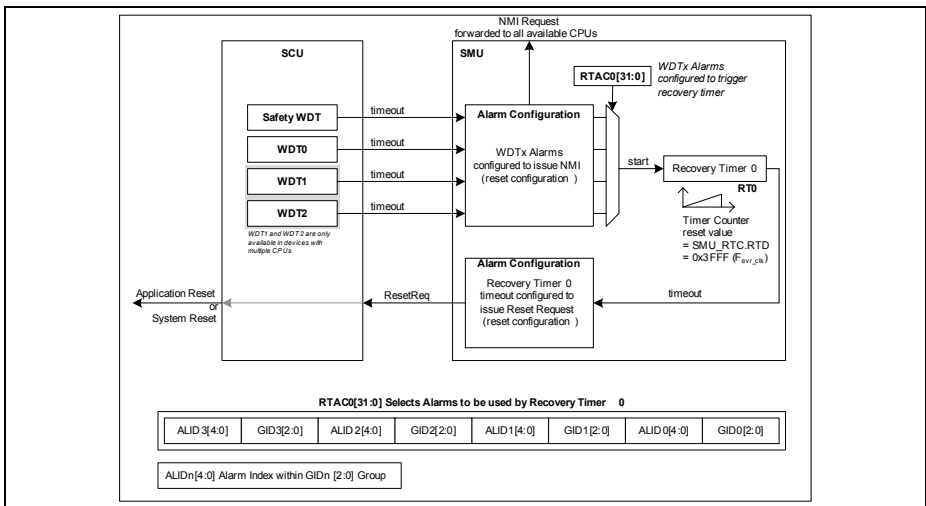 NMI Request
forwarded to all available CPUs
SCU
SMU
RTAC0[31:0]
WDTx Alarms
configured to trigger
recovery timer
Safety WDT
timeout
Alarm Configuration
WDT0
timeout
WDTx Alarms
configured to issue NMI
(reset configuration )
start
Recovery Timer 0
WDT1
timeout
RT0
WDT2
timeout
Timer Counter
reset value
= SMU_RTC.RTD
= 0x3FFF (Fevr_clk)
WDT1 and WDT2 are only
available in devices with
multiple CPUs
Alarm Configuration
Recovery Timer 0
timeout configured to
issue Reset Request
(reset configuration )
Application Reset
or
System Reset
ResetReq
timeout
RTAC0[31:0] Selects Alarms to be used by Recovery Timer 0
ALID3[4:0] GID3[2:0] ALID2[4:0] GID2[2:0] ALID1[4:0] GID1[2:0] ALID0[4:0] GID0[2:0]
ALIDn[4:0] Alarm Index within GIDn [2:0] Group